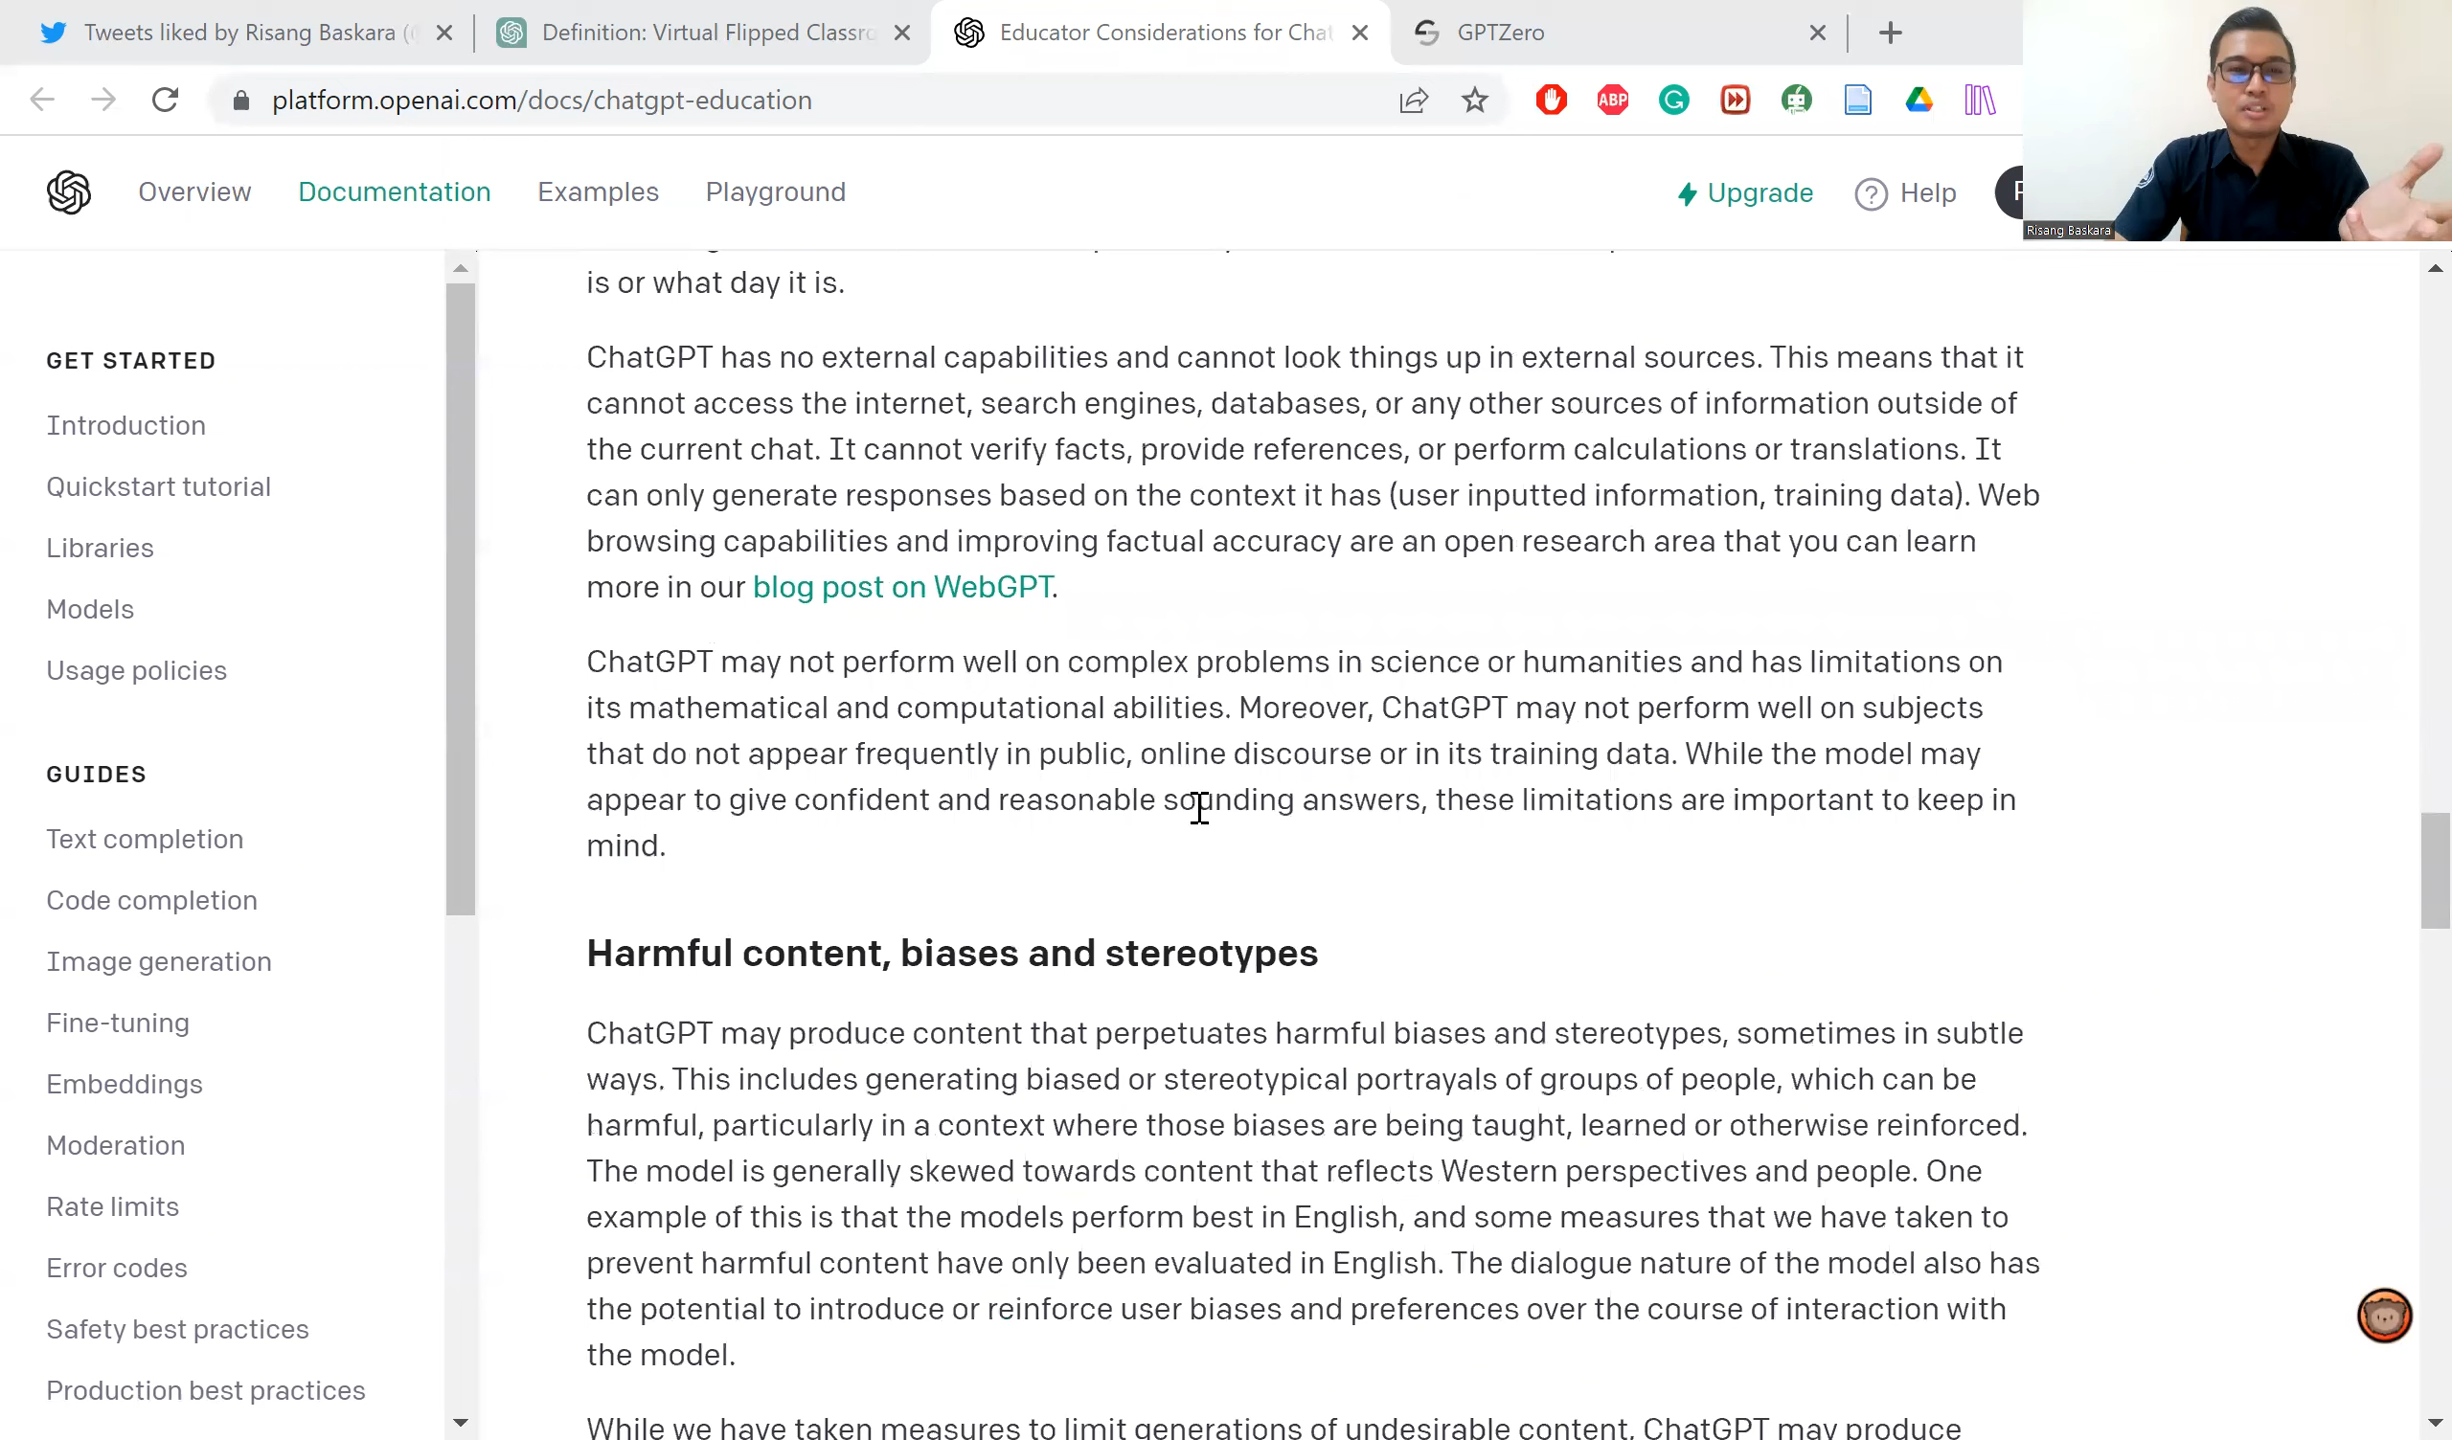 Tweets liked by Risang Baskara (@
Definition: Virtual Flipped Classro
Educator Considerations for Chat
GPTZero
platform.openai.com/docs/chatgpt-education
ABP
Overview
Documentation
Examples
Playground
Upgrade
Help
Risang Baskara
GET STARTED
Introduction
Quickstart tutorial
Libraries
Models
Usage policies
GUIDES
Text completion
Code completion
Image generation
Fine-tuning
Embeddings
Moderation
Rate limits
Error codes
Safety best practices
Production best practices
is or what day it is.
ChatGPT has no external capabilities and cannot look things up in external sources. This means that it
cannot access the internet, search engines, databases, or any other sources of information outside of
the current chat. It cannot verify facts, provide references, or perform calculations or translations. It
can only generate responses based on the context it has (user inputted information, training data). Web
browsing capabilities and improving factual accuracy are an open research area that you can learn
more in our blog post on WebGPT.
ChatGPT may not perform well on complex problems in science or humanities and has limitations on
its mathematical and computational abilities. Moreover, ChatGPT may not perform well on subjects
that do not appear frequently in public, online discourse or in its training data. While the model may
appear to give confident and reasonable sounding answers, these limitations are important to keep in
mind.
Harmful content, biases and stereotypes
ChatGPT may produce content that perpetuates harmful biases and stereotypes, sometimes in subtle
ways. This includes generating biased or stereotypical portrayals of groups of people, which can be
harmful, particularly in a context where those biases are being taught, learned or otherwise reinforced.
The model is generally skewed towards content that reflects Western perspectives and people. One
example of this is that the models perform best in English, and some measures that we have taken to
prevent harmful content have only been evaluated in English. The dialogue nature of the model also has
the potential to introduce or reinforce user biases and preferences over the course of interaction with
the model.
While we have taken measures to limit generations of undesirable content, ChatGPT may produce